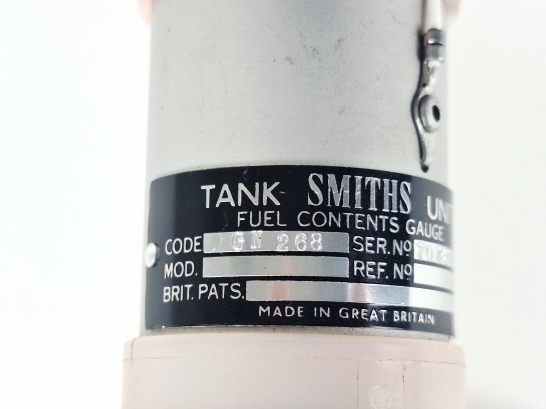 TANK SMITHS UNIT
FUEL CONTENTS GAUGE
CODE JGN 268 SER.NO
MOD. REF. NO
BRIT. PATS.
MADE IN GREAT BRITAIN